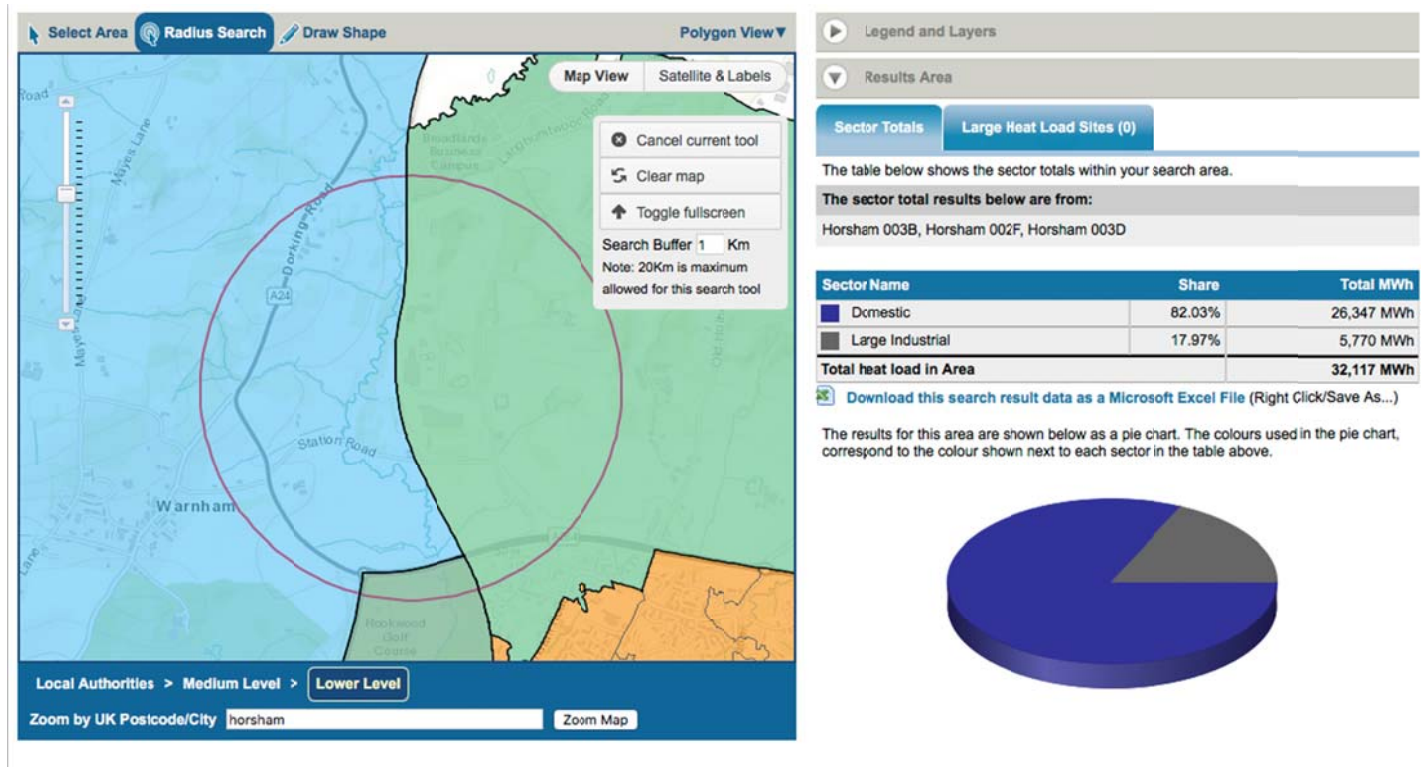 Select Area
Radius Search
Draw Shape
Polygon View▼
Map View
Satellite & Labels
Road
Mayes Lane
Dorking Road
Broadlands
Business
Campus
Langhurstwood Road
Cancel current tool
Clear map
Toggle fullscreen
Search Buffer 1 Km
Note: 20Km is maximum
allowed for this search tool
A24
Station Road
Warnham
Lane
Hookwood
Golf
Course
Local Authorities > Medium Level > Lower Level
Zoom by UK Postcode/City horsham Zoom Map
Legend and Layers
Results Area
Sector Totals
Large Heat Load Sites (0)
The table below shows the sector totals within your search area.
The sector total results below are from:
Horsham 003B, Horsham 002F, Horsham 003D
Sector Name Share Total MWh
Domestic 82.03% 26,347 MWh
Large Industrial 17.97% 5,770 MWh
Total heat load in Area 32,117 MWh
Download this search result data as a Microsoft Excel File (Right Click/Save As...)
The results for this area are shown below as a pie chart. The colours used in the pie chart,
correspond to the colour shown next to each sector in the table above.